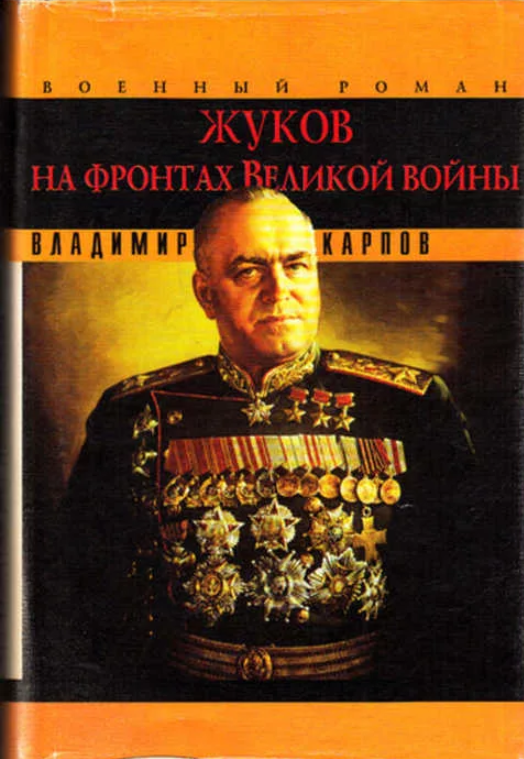 ВОЕННЫЙ РОМАН
ЖУКОВ
НА ФРОНТАХ ВЕЛИКОЙ ВОЙНЫ
ВЛАДИМИР КАРПОВ